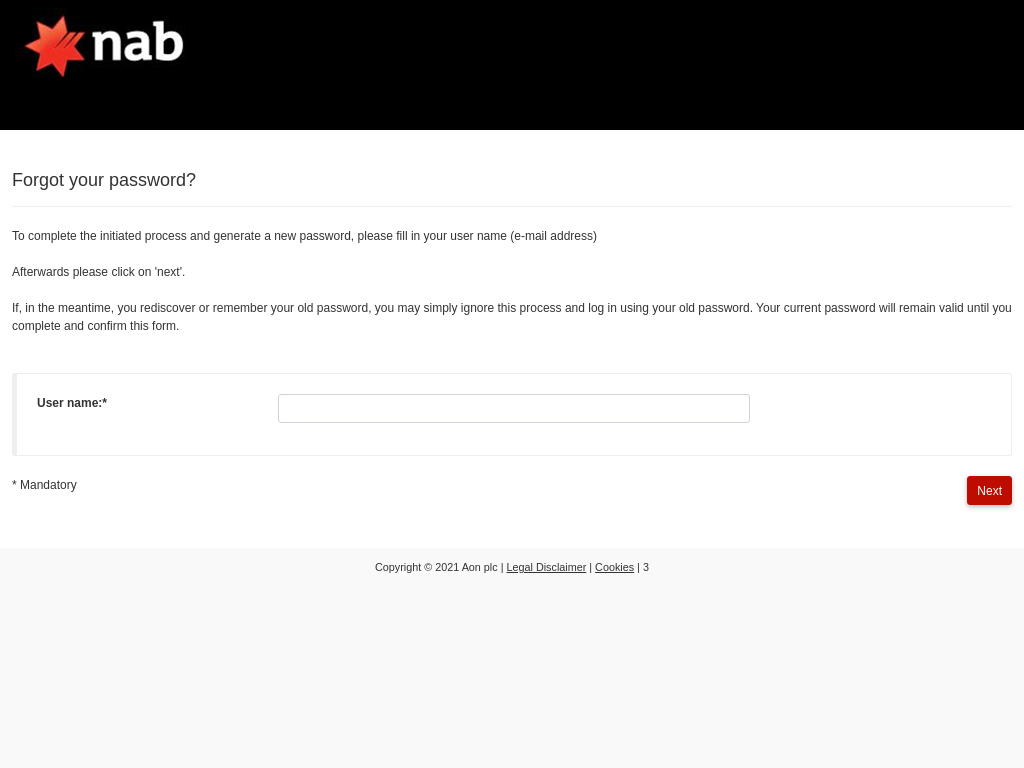 nab
Forgot your password?
To complete the initiated process and generate a new password, please fill in your user name (e-mail address)
Afterwards please click on 'next'.
If, in the meantime, you rediscover or remember your old password, you may simply ignore this process and log in using your old password. Your current password will remain valid until you
complete and confirm this form.
User name:*
* Mandatory
Next
Copyright © 2021 Aon plc | Legal Disclaimer | Cookies | 3